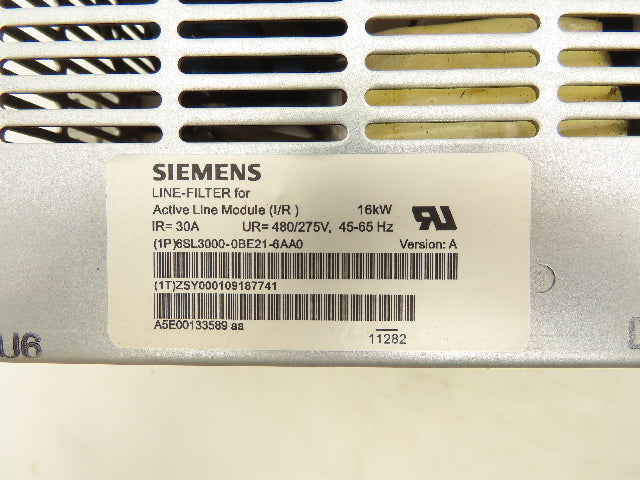 SIEMENS
LINE-FILTER for
Active Line Module (I/R ) 16kW
IR= 30A UR= 480/275V, 45-65 Hz
(1P)6SL3000-0BE21-6AA0 Version: A
(1T)ZSY000109187741
A5E00133589 aa
11282
U6